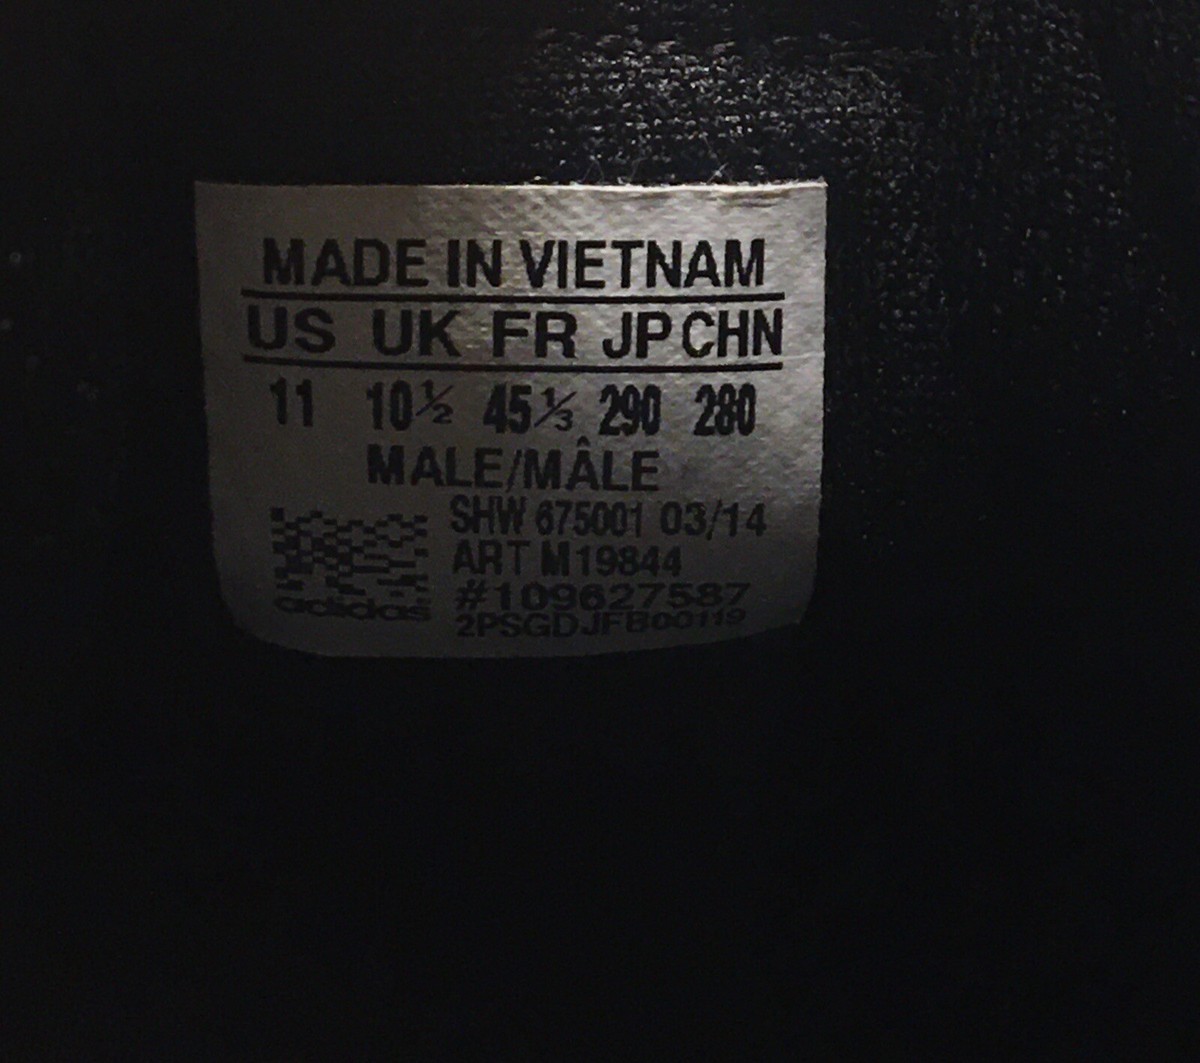 MADE IN VIETNAM
US UK FR JP CHN
11 10½ 45⅓ 290 280
MALE/MÂLE
SHW 675001 03/14
ART M19844
#109627587
2PSGDJFB00119
adidas